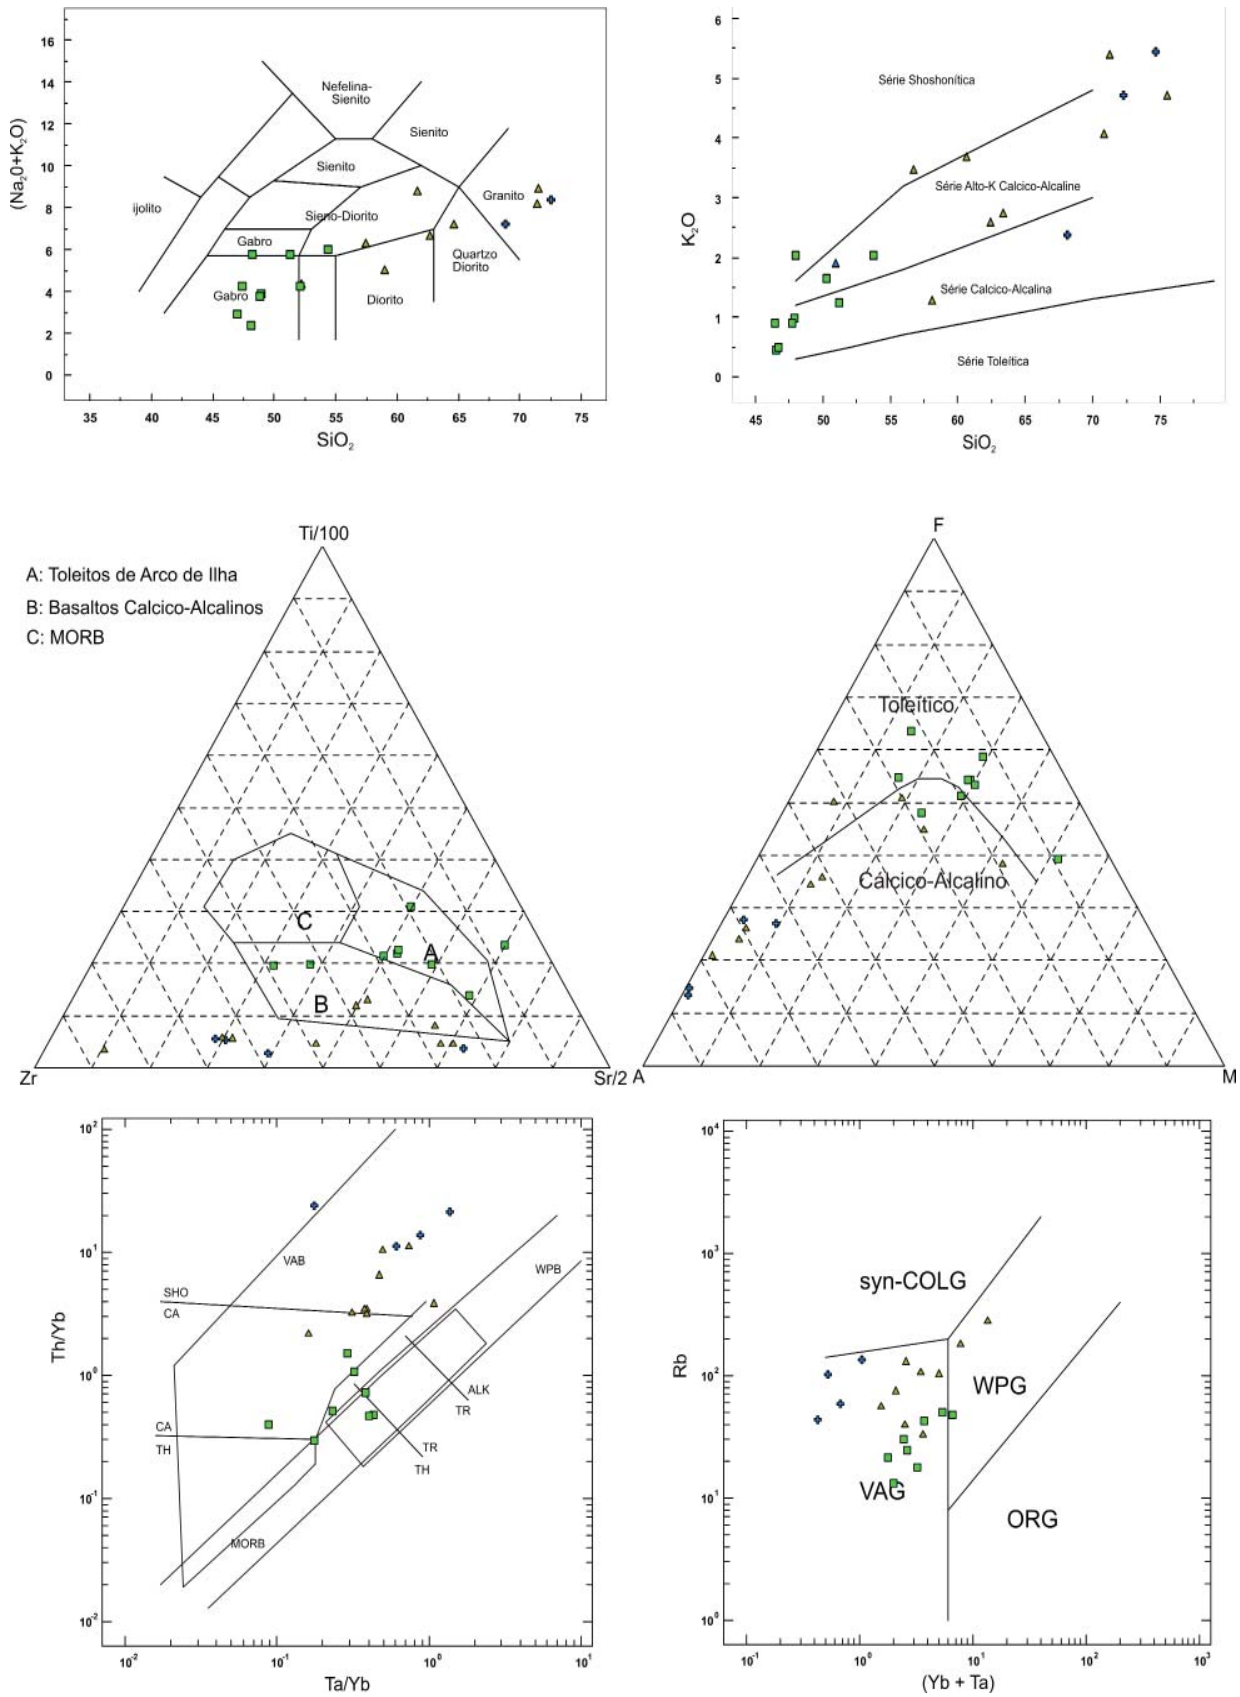 16
14
12
10
8
6
4
2
0
(Na₂0+K₂O)
Nefelina-
Sienito
Sienito
Sienito
Granito
ijolito
Sieno-Diorito
Gabro
Quartzo
Diorito
Gabro
Diorito
35 40 45 50 55 60 65 70 75
SiO₂
6
5
4
3
2
1
0
K₂O
Série Shoshonítica
Série Alto-K Calcico-Alcaline
Série Calcico-Alcalina
Série Toleítica
45 50 55 60 65 70 75
SiO₂
Ti/100
A: Toleitos de Arco de Ilha
B: Basaltos Calcico-Alcalinos
C: MORB
C
A
B
Zr
Sr/2
F
Toleítico
Cálcico-Alcalino
A
M
10²
10¹
10⁰
10⁻¹
10⁻²
Th/Yb
VAB
WPB
SHO
CA
ALK
TR
CA
TH
TR
TH
MORB
10⁻² 10⁻¹ 10⁰ 10¹
Ta/Yb
10⁴
10³
10²
10¹
10⁰
Rb
syn-COLG
WPG
VAG
ORG
10⁻¹ 10⁰ 10¹ 10² 10³
(Yb + Ta)